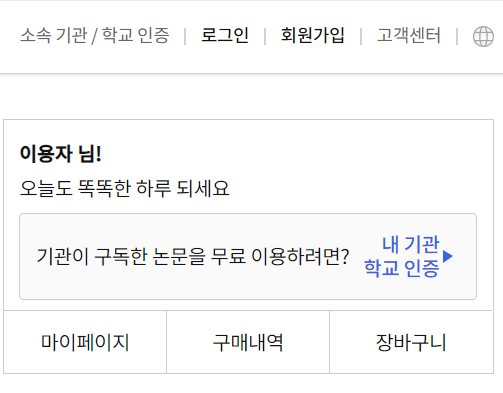 소속 기관 / 학교 인증 | 로그인 | 회원가입 | 고객센터 |
이용자 님!
오늘도 똑똑한 하루 되세요
기관이 구독한 논문을 무료 이용하려면?
내 기관
학교 인증
마이페이지 구매내역 장바구니